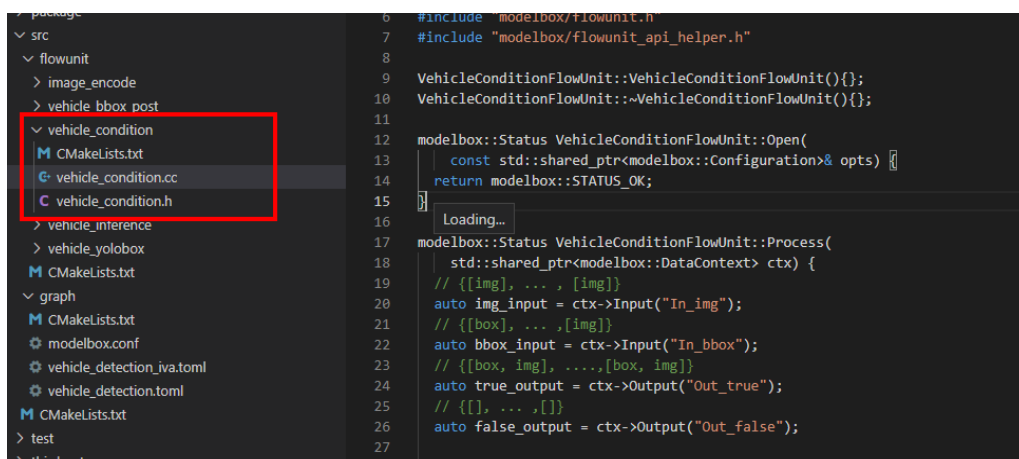 package
src
flowunit
image_encode
vehicle_bbox_post
vehicle_condition
CMakeLists.txt
vehicle_condition.cc
vehicle_condition.h
vehicle_inference
vehicle_yolobox
CMakeLists.txt
graph
CMakeLists.txt
modelbox.conf
vehicle_detection_iva.toml
vehicle_detection.toml
CMakeLists.txt
test
6 #include "modelbox/flowunit.h"
7 #include "modelbox/flowunit_api_helper.h"
8
9 VehicleConditionFlowUnit::VehicleConditionFlowUnit(){};
10 VehicleConditionFlowUnit::~VehicleConditionFlowUnit(){};
11
12 modelbox::Status VehicleConditionFlowUnit::Open(
13 const std::shared_ptr<modelbox::Configuration>& opts) {
14 return modelbox::STATUS_OK;
15 }
16 Loading...
17 modelbox::Status VehicleConditionFlowUnit::Process(
18 std::shared_ptr<modelbox::DataContext> ctx) {
19 // {[img], ... , [img]}
20 auto img_input = ctx->Input("In_img");
21 // {[box], ... ,[img]}
22 auto bbox_input = ctx->Input("In_bbox");
23 // {[box, img], ....,[box, img]}
24 auto true_output = ctx->Output("Out_true");
25 // {[], ... ,[]}
26 auto false_output = ctx->Output("Out_false");
27